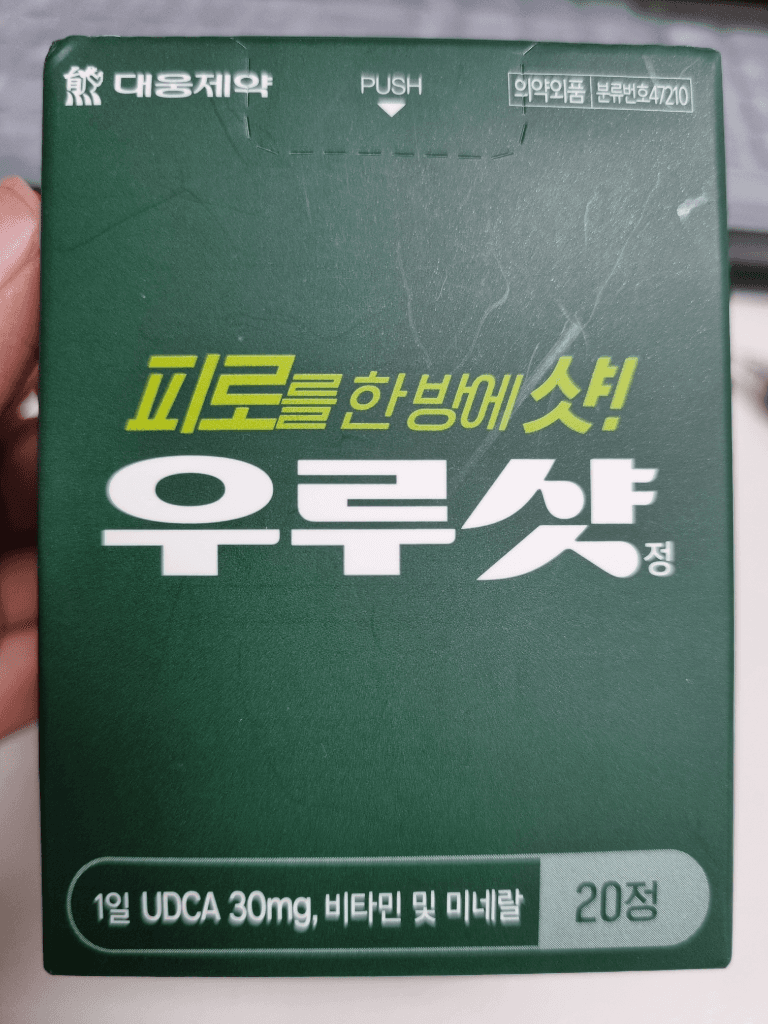 대웅제약
PUSH
의약외품 분류번호47210
피로를 한 방에 샷!
우루샷정
1일 UDCA 30mg, 비타민 및 미네랄 20정